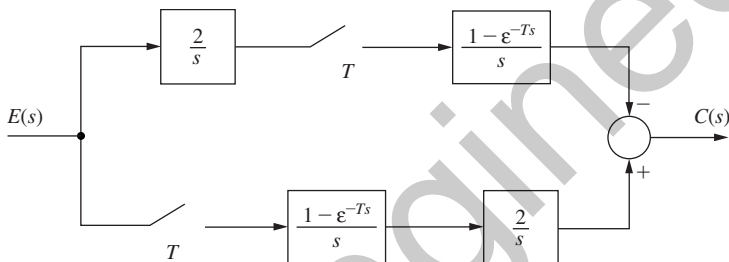 2/s
1 − ε^{−Ts}/s
T
−
E(s)
C(s)
+
1 − ε^{−Ts}/s
2/s
T